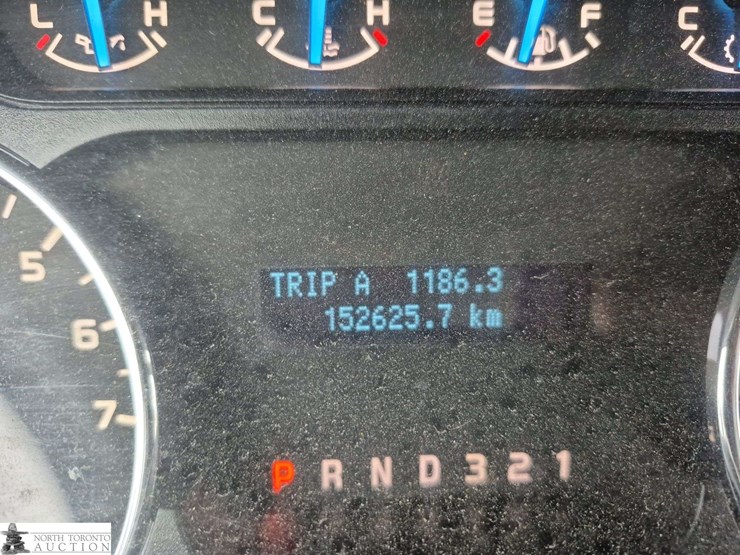 L H C H E F C
TRIP A 1186.3
152625.7 km
5
6
7
P R N D 3 2 1
NORTH TORONTO
AUCTION